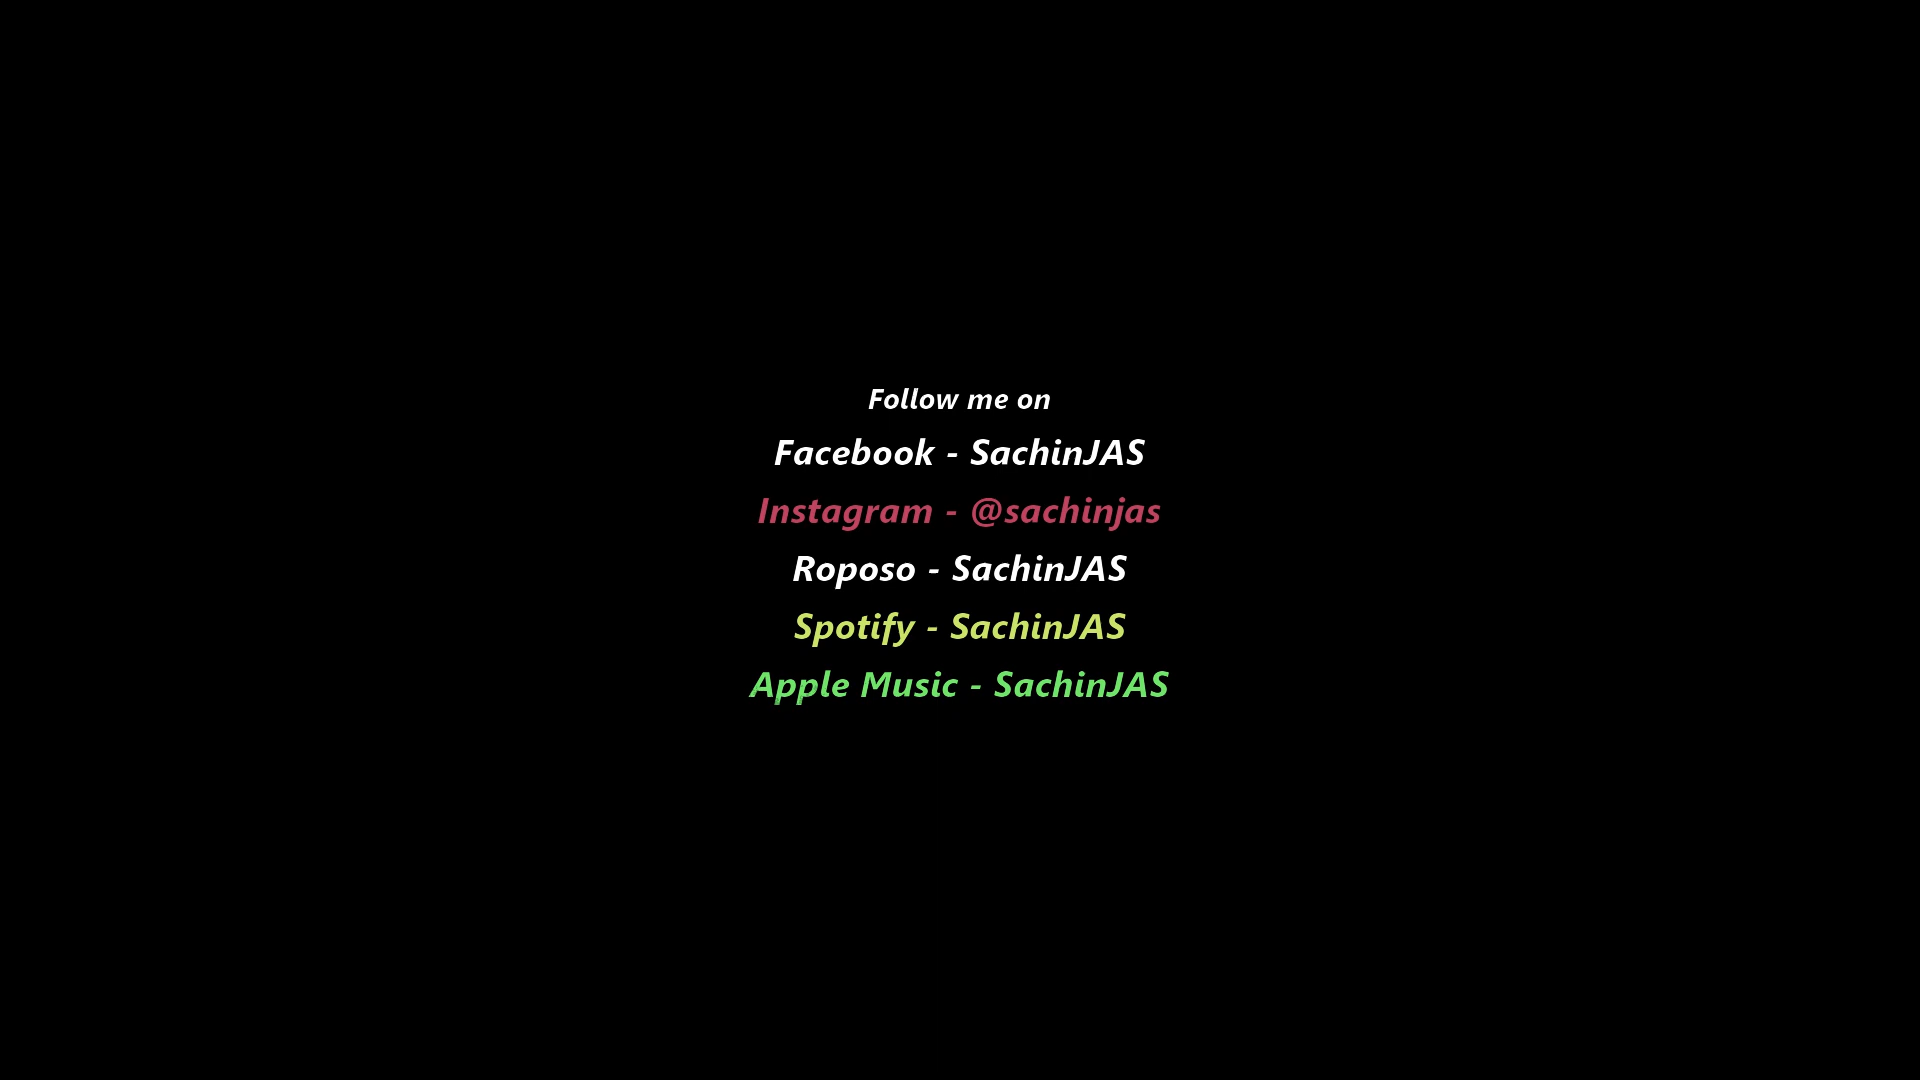 Follow me on
Facebook - SachinJAS
Instagram - @sachinjas
Roposo - SachinJAS
Spotify - SachinJAS
Apple Music - SachinJAS